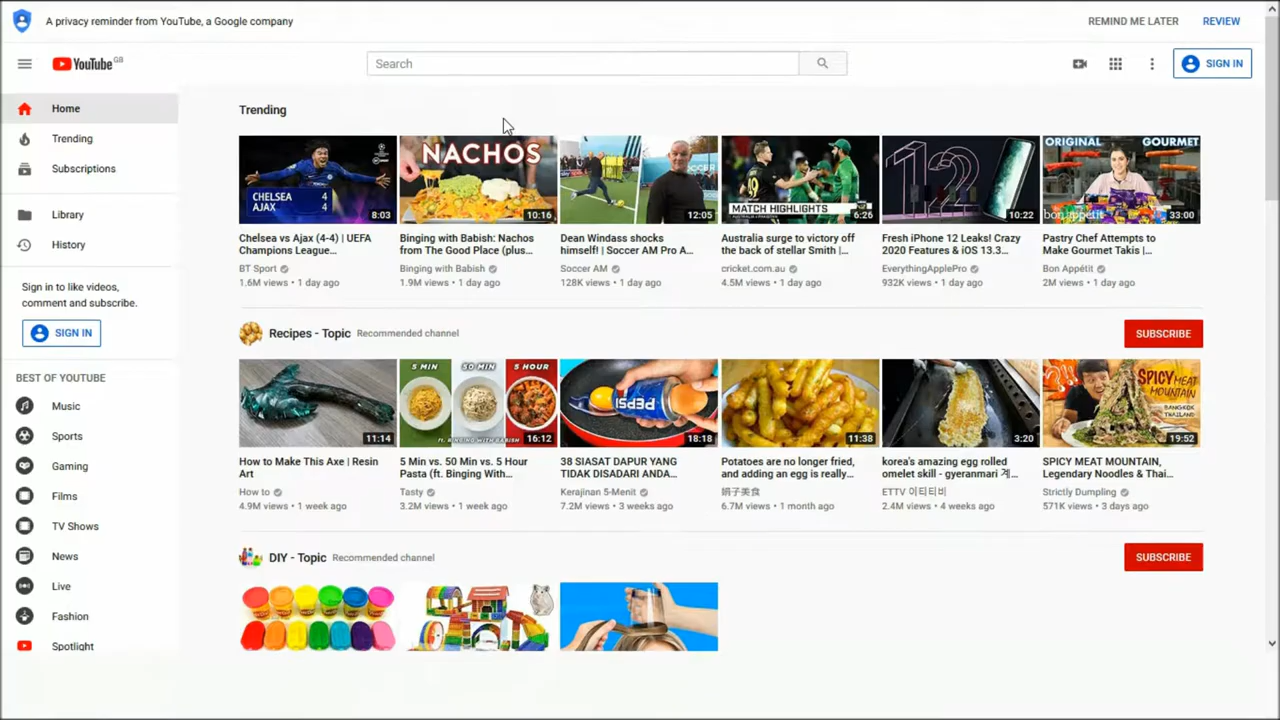 A privacy reminder from YouTube, a Google company
REMIND ME LATER
REVIEW
YouTube GB
Search
SIGN IN
Home
Trending
Subscriptions
Library
History
Sign in to like videos,
comment and subscribe.
SIGN IN
BEST OF YOUTUBE
Music
Sports
Gaming
Films
TV Shows
News
Live
Fashion
Spotlight
Trending
CHELSEA 4
AJAX 4
8:03
NACHOS
10:16
SOCCER
12:05
MATCH HIGHLIGHTS
6:26
12
10:22
ORIGINAL GOURMET
bon appétit
33:00
Chelsea vs Ajax (4-4) | UEFA
Champions League...
BT Sport
1.6M views • 1 day ago
Binging with Babish: Nachos
from The Good Place (plus...
Binging with Babish
1.9M views • 1 day ago
Dean Windass shocks
himself! | Soccer AM Pro A...
Soccer AM
128K views • 1 day ago
Australia surge to victory off
the back of stellar Smith |...
cricket.com.au
4.5M views • 1 day ago
Fresh iPhone 12 Leaks! Crazy
2020 Features & iOS 13.3...
EverythingApplePro
932K views • 1 day ago
Pastry Chef Attempts to
Make Gourmet Takis |...
Bon Appétit
2M views • 1 day ago
Recipes - Topic Recommended channel
SUBSCRIBE
11:14
5 MIN 50 MIN 5 HOUR
ft. BINGING WITH BABISH
16:12
PEPSI
18:18
11:38
3:20
SPICY MEAT
MOUNTAIN
BANGKOK
THAILAND
19:52
How to Make This Axe | Resin
Art
How to
4.9M views • 1 week ago
5 Min vs. 50 Min vs. 5 Hour
Pasta (ft. Binging With...
Tasty
3.2M views • 1 week ago
38 SIASAT DAPUR YANG
TIDAK DISADARI ANDA...
Kerajinan 5-Menit
7.2M views • 3 weeks ago
Potatoes are no longer fried,
and adding an egg is really...
娟子美食
6.7M views • 1 month ago
korea's amazing egg rolled
omelet skill - gyeranmari 계...
ETTV 이티티비
2.4M views • 4 weeks ago
SPICY MEAT MOUNTAIN,
Legendary Noodles & Thai...
Strictly Dumpling
571K views • 3 days ago
DIY - Topic Recommended channel
SUBSCRIBE